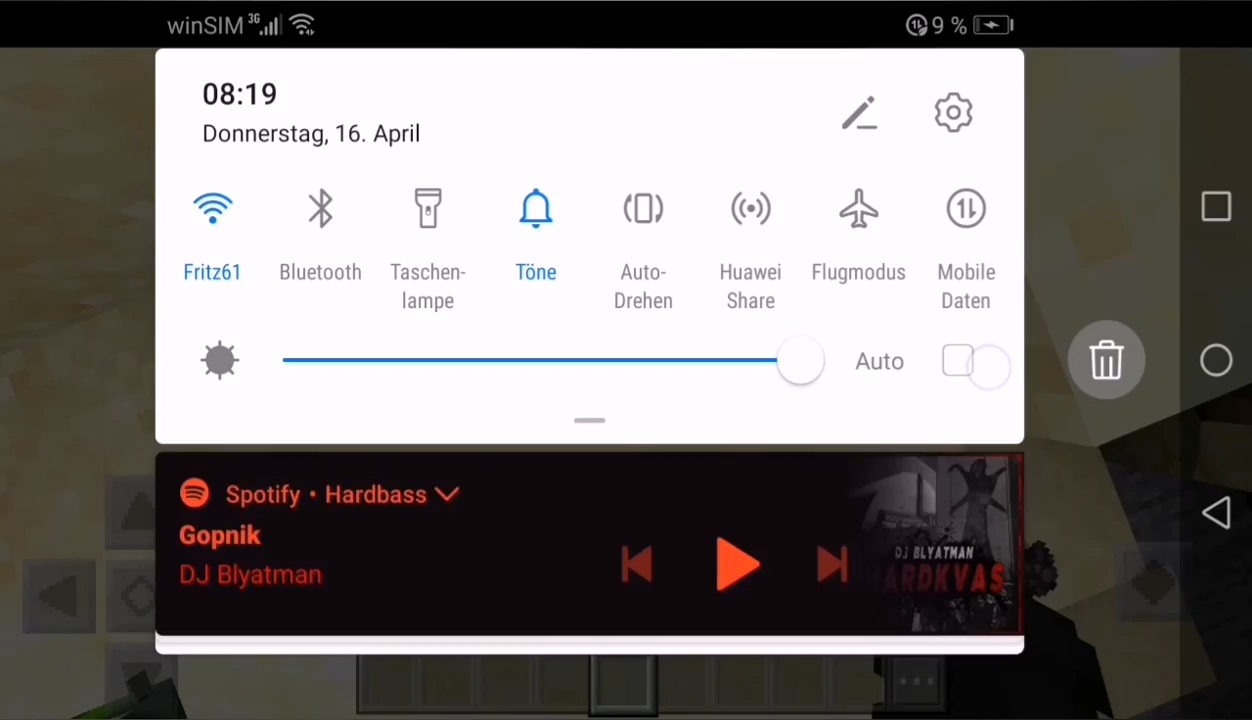 winSIM 3G 9 %
08:19
Donnerstag, 16. April
Fritz61
Bluetooth
Taschen-
lampe
Töne
Auto-
Drehen
Huawei
Share
Flugmodus
Mobile
Daten
Auto
Spotify • Hardbass
Gopnik
DJ Blyatman
DJ BLYATMAN
HARDKVAS